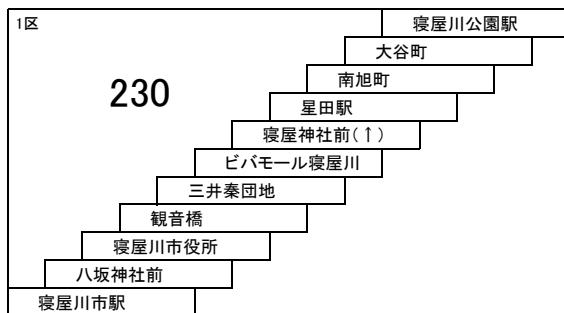 1区
寝屋川公園駅
大谷町
230
南旭町
星田駅
寝屋神社前(↑)
ビバモール寝屋川
三井秦団地
観音橋
寝屋川市役所
八坂神社前
寝屋川市駅